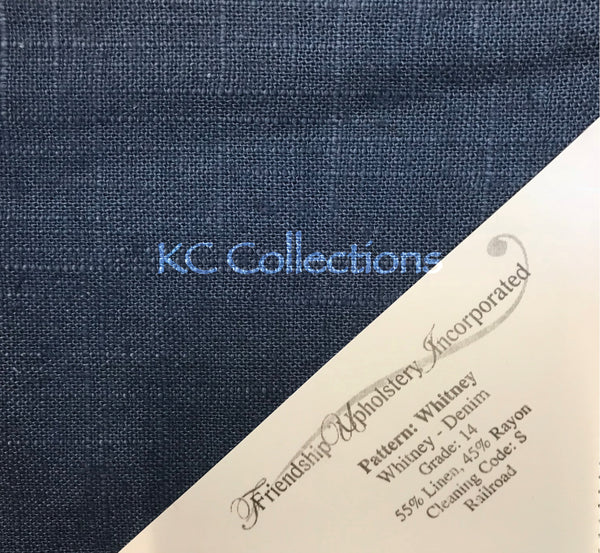 KC Collections
Friendship Upholstery Incorporated
Pattern: Whitney
Whitney - Denim
Grade: 14
55% Linen, 45% Rayon
Cleaning Code: S
Railroad